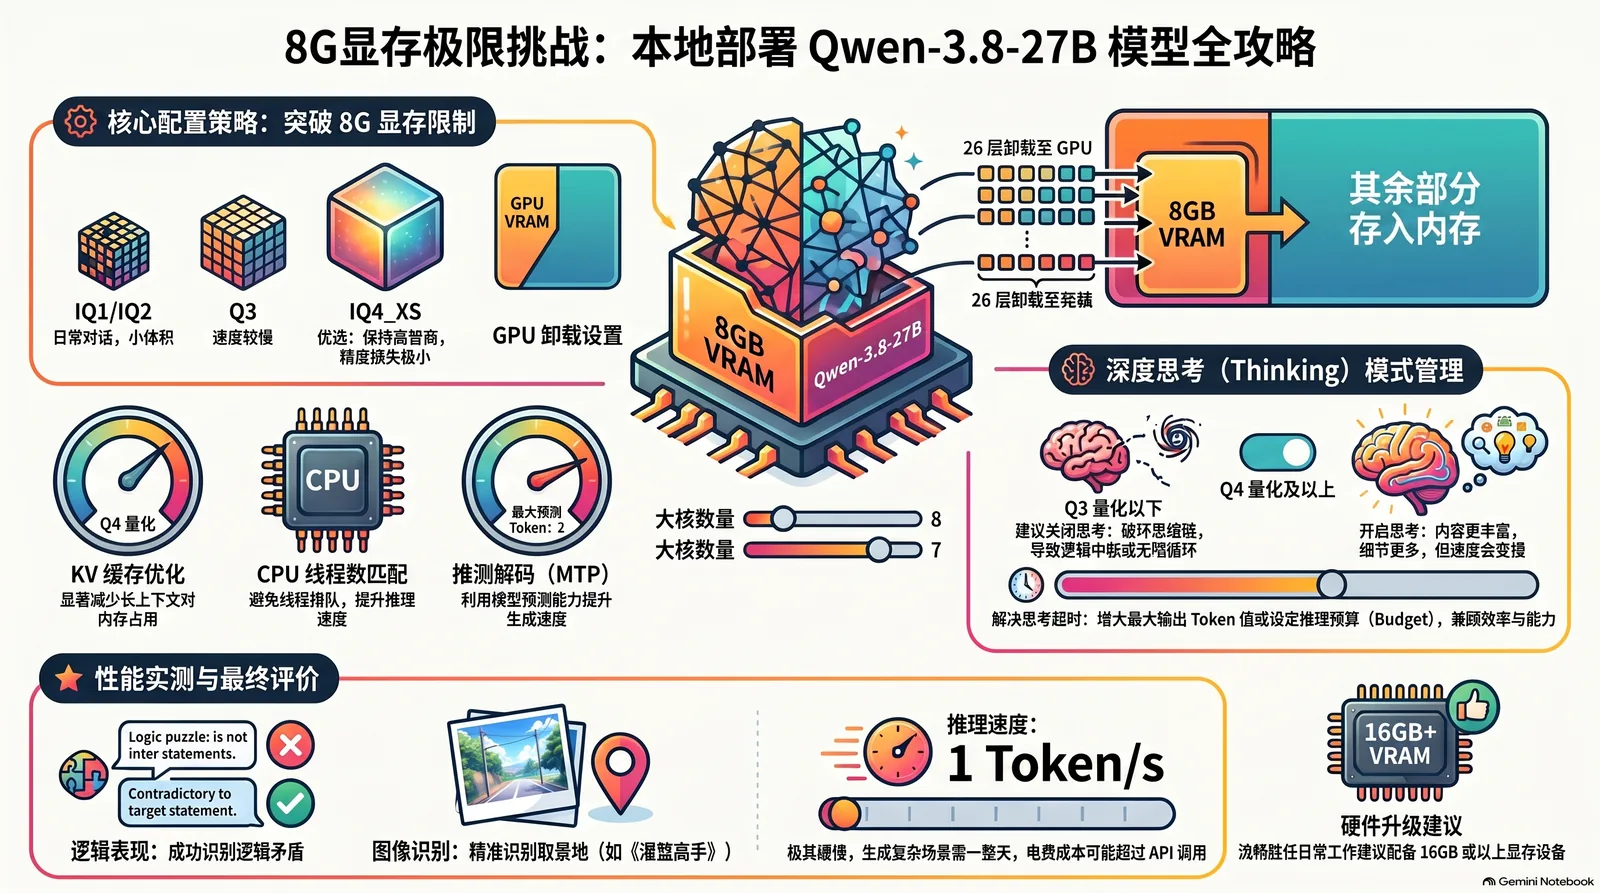 8G显存极限挑战：本地部署 Qwen-3.8-27B 模型全攻略
核心配置策略：突破 8G 显存限制
IQ1/IQ2
日常对话，小体积
Q3
速度较慢
IQ4_XS
优选：保持高智商，
精度损失极小
GPU
VRAM
GPU 卸载设置
Q4 量化
KV 缓存优化
显著减少长上下文对
内存占用
CPU
CPU 线程数匹配
避免线程排队，提升推理
速度
最大预测
Token：2
推测解码（MTP）
利用模型预测能力提升
生成速度
8GB
VRAM
Qwen-3.8-27B
大核数量 8
大核数量 7
26 层卸载至 GPU
26 层卸载至
8GB
VRAM
其余部分
存入内存
深度思考（Thinking）模式管理
Q3 量化以下
建议关闭思考：破坏思维链，
导致逻辑中断或无限循环
Q4 量化及以上
开启思考：内容更丰富，
细节更多，但速度会变慢
解决思考超时：增大最大输出 Token 值或设定推理预算（Budget），兼顾效率与能力
性能实测与最终评价
Logic puzzle: is not
inter statements.
Contradictory to
target statement.
逻辑表现：成功识别逻辑矛盾
图像识别：精准识别取景地（如《灌篮高手》）
推理速度：
1 Token/s
极其缓慢，生成复杂场景需一整天，电费成本可能超过 API 调用
16GB+
VRAM
硬件升级建议
流畅胜任日常工作建议配备 16GB 或以上显存设备
Gemini Notebook